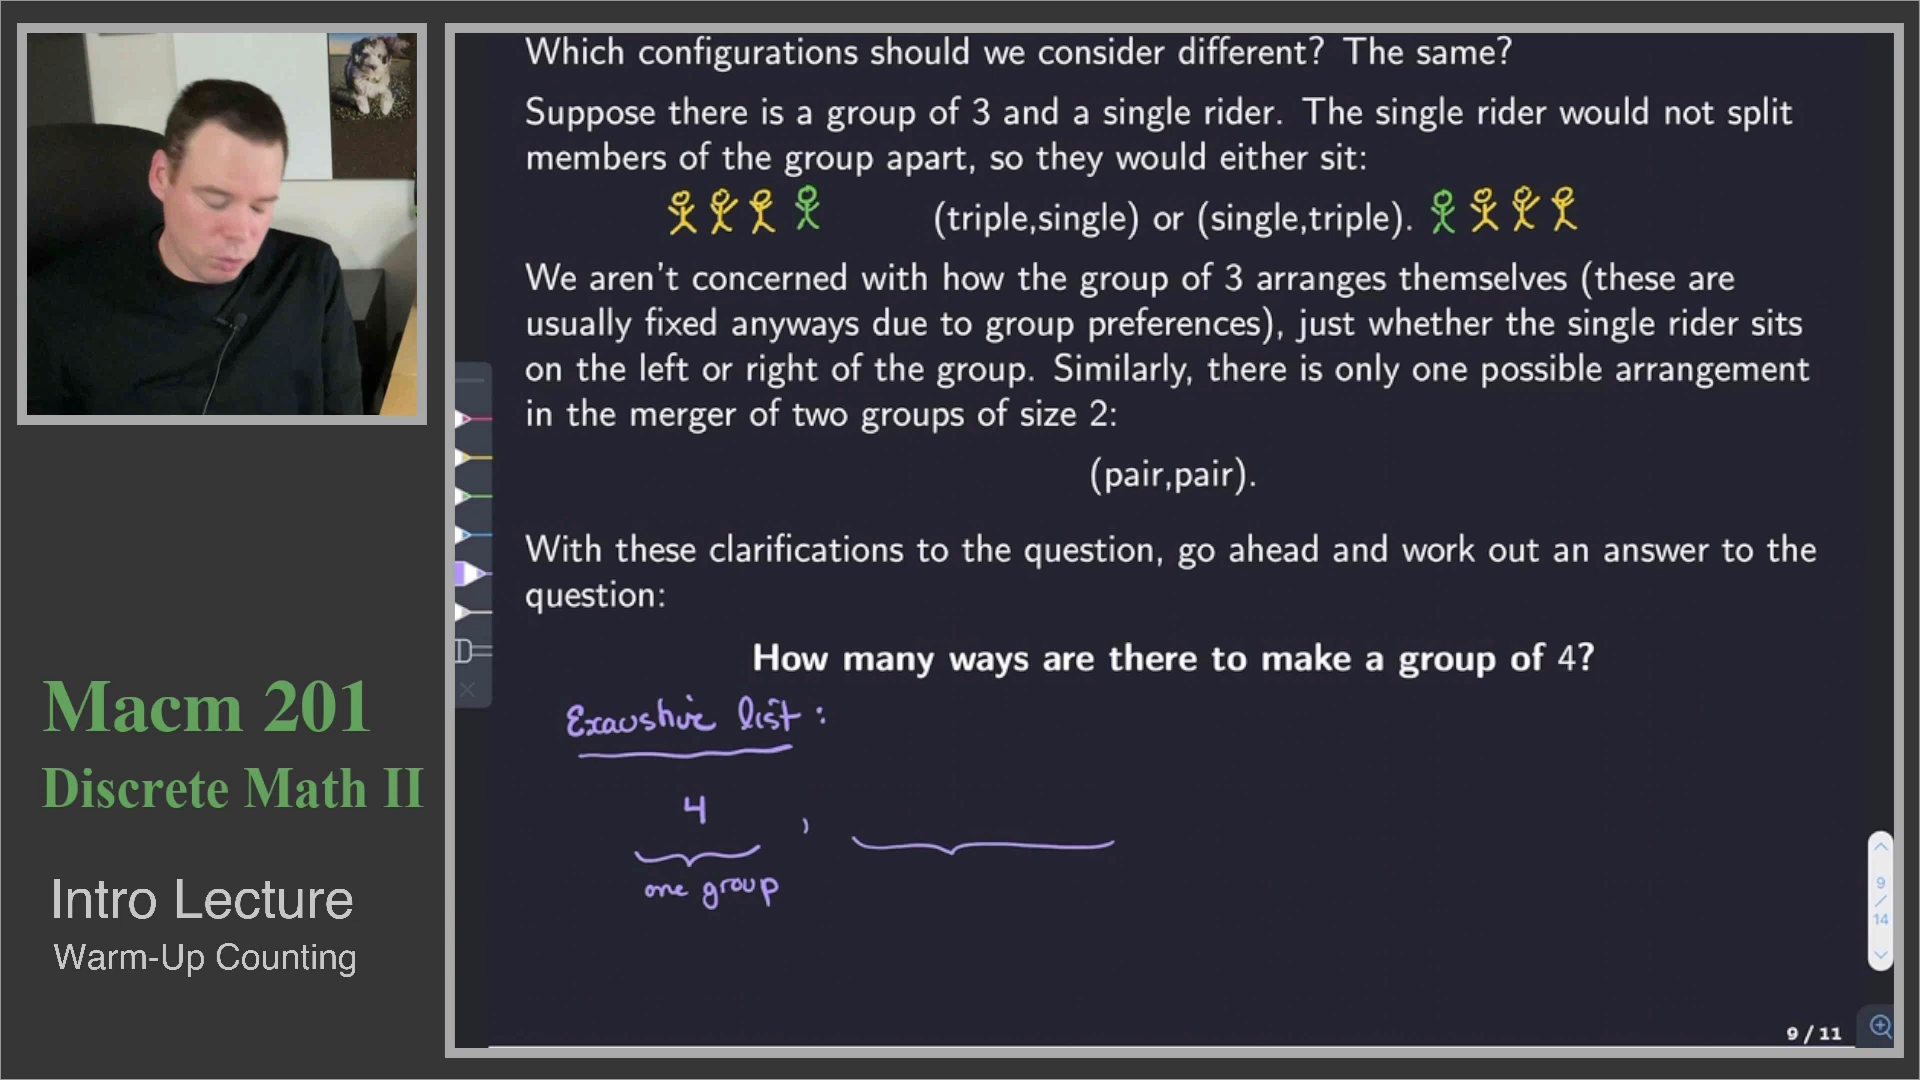 Which configurations should we consider different? The same?
Suppose there is a group of 3 and a single rider. The single rider would not split
members of the group apart, so they would either sit:
(triple,single) or (single,triple).
We aren't concerned with how the group of 3 arranges themselves (these are
usually fixed anyways due to group preferences), just whether the single rider sits
on the left or right of the group. Similarly, there is only one possible arrangement
in the merger of two groups of size 2:
(pair,pair).
With these clarifications to the question, go ahead and work out an answer to the
question:
How many ways are there to make a group of 4?
Exaustive list :
4 ,
one group
9 / 14
9 / 11
Macm 201
Discrete Math II
Intro Lecture
Warm-Up Counting